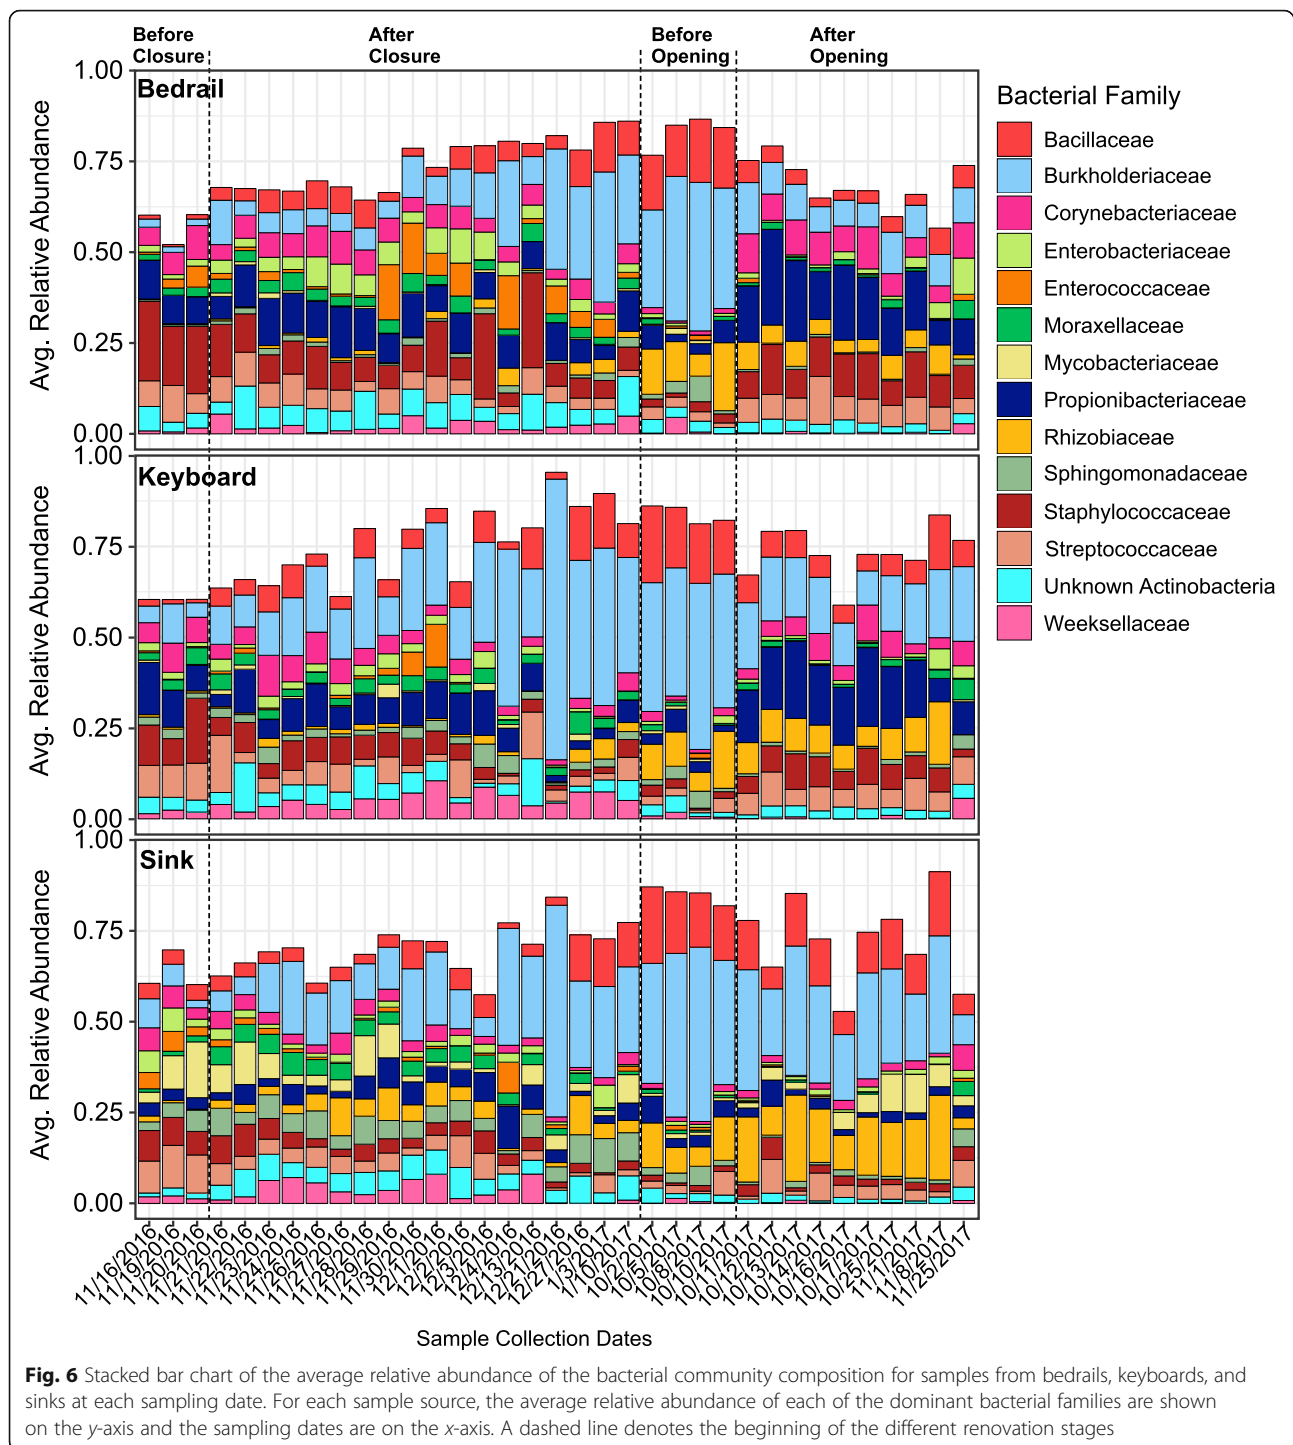 Before
Closure
After
Closure
Before
Opening
After
Opening
Bedrail
1.00
0.75
0.50
0.25
0.00
Avg. Relative Abundance
Keyboard
1.00
0.75
0.50
0.25
0.00
Avg. Relative Abundance
Sink
1.00
0.75
0.50
0.25
0.00
Avg. Relative Abundance
Bacterial Family
Bacillaceae
Burkholderiaceae
Corynebacteriaceae
Enterobacteriaceae
Enterococcaceae
Moraxellaceae
Mycobacteriaceae
Propionibacteriaceae
Rhizobiaceae
Sphingomonadaceae
Staphylococcaceae
Streptococcaceae
Unknown Actinobacteria
Weeksellaceae
11/16/2016
11/19/2016
11/20/2016
11/21/2016
11/22/2016
11/23/2016
11/24/2016
11/26/2016
11/27/2016
11/28/2016
11/29/2016
11/30/2016
12/1/2016
12/2/2016
12/3/2016
12/4/2016
12/13/2016
12/21/2016
12/27/2016
1/3/2017
1/10/2017
10/2/2017
10/5/2017
10/8/2017
10/10/2017
10/11/2017
10/12/2017
10/13/2017
10/14/2017
10/16/2017
10/17/2017
10/25/2017
11/1/2017
11/8/2017
11/25/2017
Sample Collection Dates
Fig. 6 Stacked bar chart of the average relative abundance of the bacterial community composition for samples from bedrails, keyboards, and
sinks at each sampling date. For each sample source, the average relative abundance of each of the dominant bacterial families are shown
on the y-axis and the sampling dates are on the x-axis. A dashed line denotes the beginning of the different renovation stages